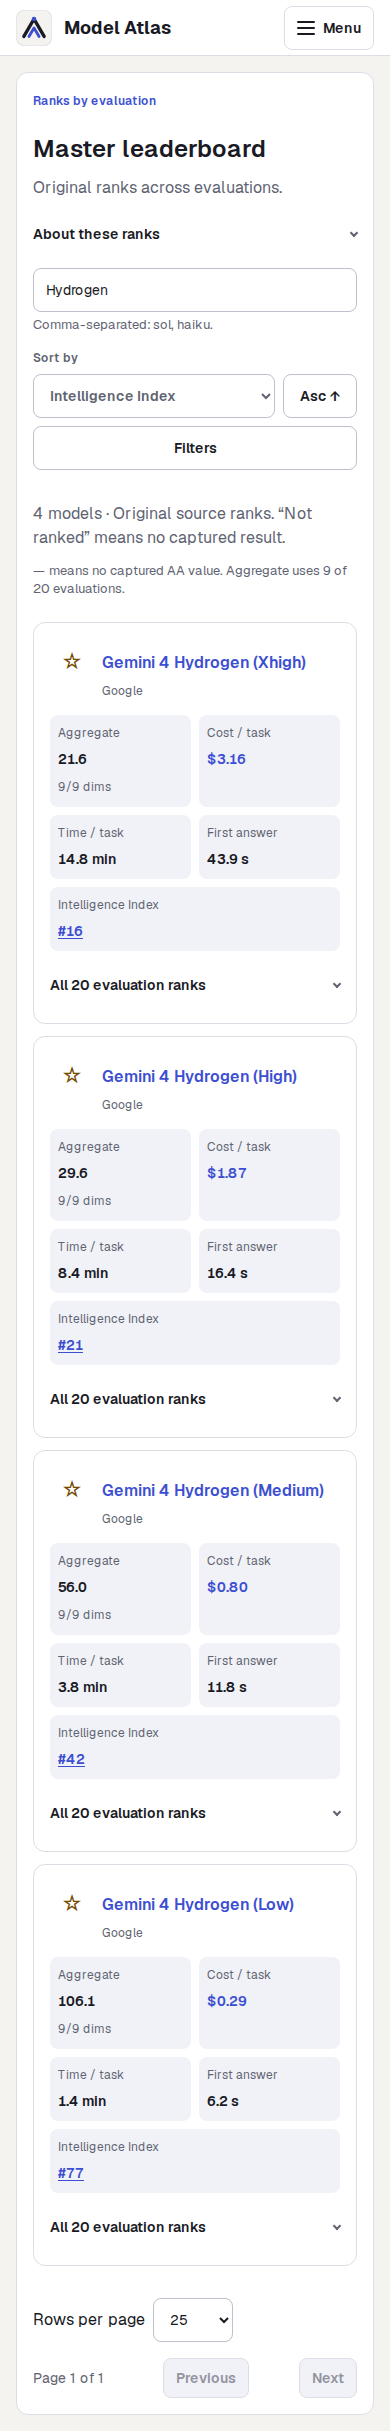 Model Atlas
Menu
Ranks by evaluation
Master leaderboard
Original ranks across evaluations.
About these ranks
Hydrogen
Comma-separated: sol, haiku.
Sort by
Intelligence Index
Asc ↑
Filters
4 models · Original source ranks. “Not
ranked” means no captured result.
— means no captured AA value. Aggregate uses 9 of
20 evaluations.
☆ Gemini 4 Hydrogen (Xhigh)
Google
Aggregate
21.6
9/9 dims
Cost / task
$3.16
Time / task
14.8 min
First answer
43.9 s
Intelligence Index
#16
All 20 evaluation ranks
☆ Gemini 4 Hydrogen (High)
Google
Aggregate
29.6
9/9 dims
Cost / task
$1.87
Time / task
8.4 min
First answer
16.4 s
Intelligence Index
#21
All 20 evaluation ranks
☆ Gemini 4 Hydrogen (Medium)
Google
Aggregate
56.0
9/9 dims
Cost / task
$0.80
Time / task
3.8 min
First answer
11.8 s
Intelligence Index
#42
All 20 evaluation ranks
☆ Gemini 4 Hydrogen (Low)
Google
Aggregate
106.1
9/9 dims
Cost / task
$0.29
Time / task
1.4 min
First answer
6.2 s
Intelligence Index
#77
All 20 evaluation ranks
Rows per page 25
Page 1 of 1
Previous
Next